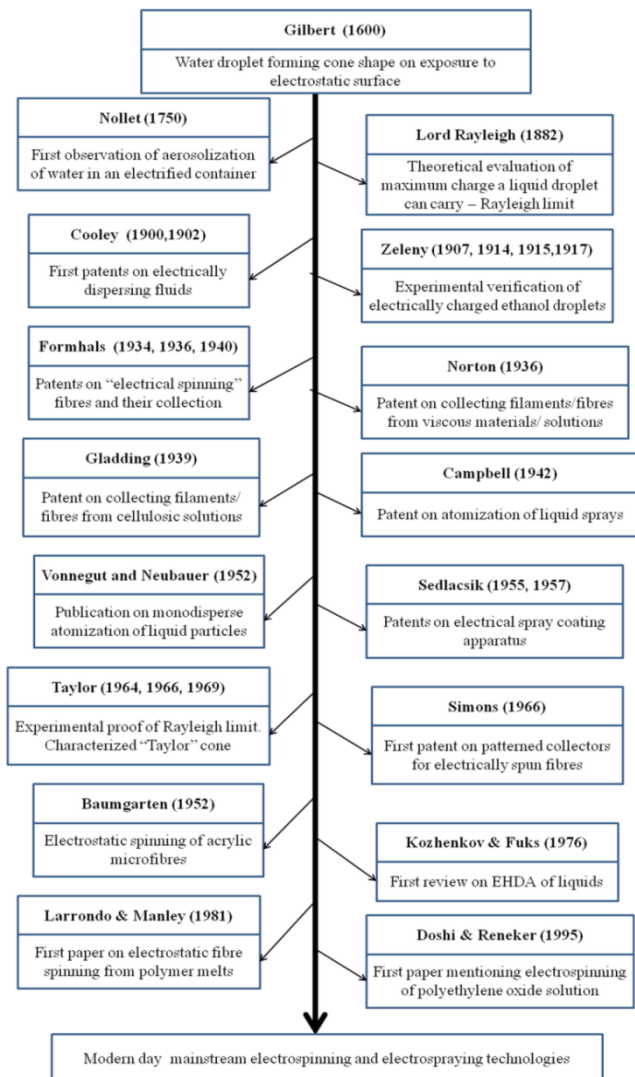 Gilbert (1600)
Water droplet forming cone shape on exposure to
electrostatic surface
Nollet (1750)
First observation of aerosolization
of water in an electrified container
Lord Rayleigh (1882)
Theoretical evaluation of
maximum charge a liquid droplet
can carry – Rayleigh limit
Cooley (1900,1902)
First patents on electrically
dispersing fluids
Zeleny (1907, 1914, 1915,1917)
Experimental verification of
electrically charged ethanol droplets
Formhals (1934, 1936, 1940)
Patents on “electrical spinning”
fibres and their collection
Norton (1936)
Patent on collecting filaments/fibres
from viscous materials/ solutions
Gladding (1939)
Patent on collecting filaments/
fibres from cellulosic solutions
Campbell (1942)
Patent on atomization of liquid sprays
Vonnegut and Neubauer (1952)
Publication on monodisperse
atomization of liquid particles
Sedlacsik (1955, 1957)
Patents on electrical spray coating
apparatus
Taylor (1964, 1966, 1969)
Experimental proof of Rayleigh limit.
Characterized “Taylor” cone
Simons (1966)
First patent on patterned collectors
for electrically spun fibres
Baumgarten (1952)
Electrostatic spinning of acrylic
microfibres
Kozhenkov & Fuks (1976)
First review on EHDA of liquids
Larrondo & Manley (1981)
First paper on electrostatic fibre
spinning from polymer melts
Doshi & Reneker (1995)
First paper mentioning electrospinning
of polyethylene oxide solution
Modern day mainstream electrospinning and electrospraying technologies